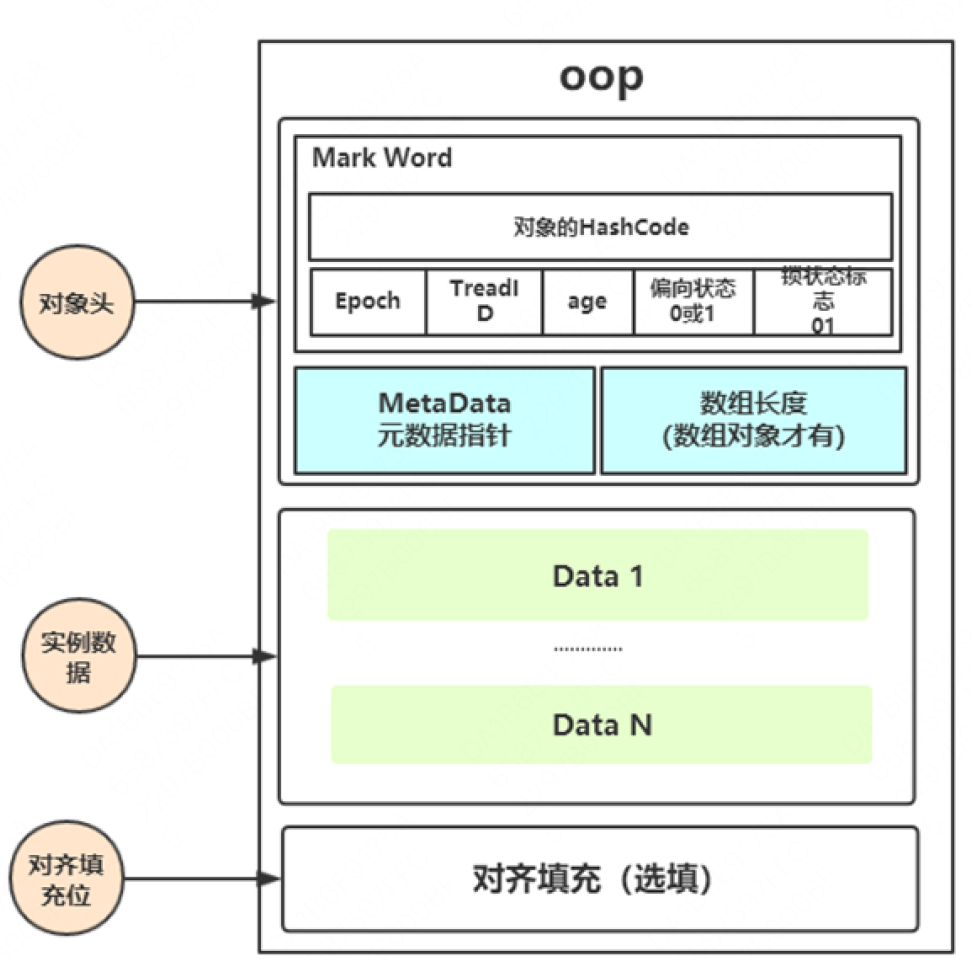 oop
Mark Word
对象的HashCode
对象头
Epoch
TreadI
D
age
偏向状态
0或1
锁状态标
志
01
MetaData
元数据指针
数组长度
(数组对象才有)
Data 1
实例数
据
.............
Data N
对齐填
充位
对齐填充（选填）